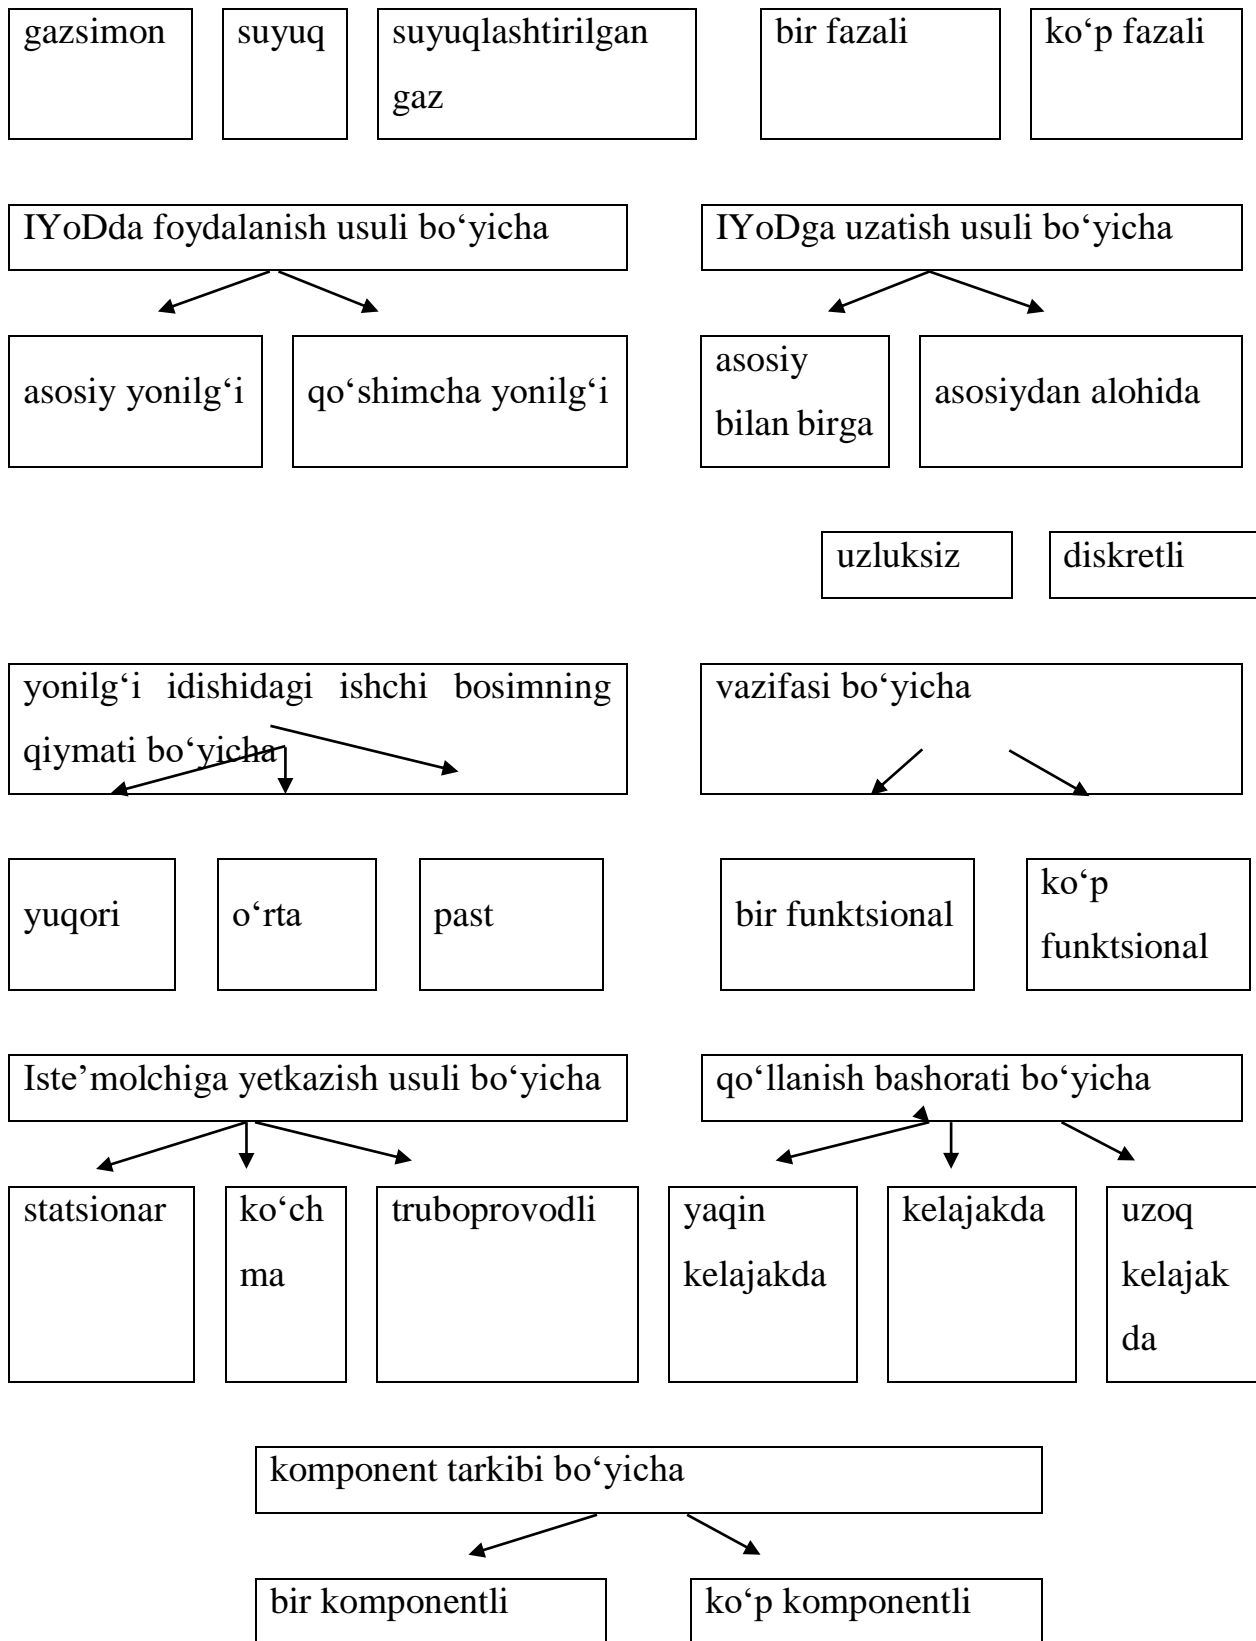 gazsimon
suyuq
suyuqlashtirilgan
gaz
bir fazali
ko‘p fazali
IYoDda foydalanish usuli bo‘yicha
IYoDga uzatish usuli bo‘yicha
asosiy yonilg‘i
qo‘shimcha yonilg‘i
asosiy
bilan birga
asosiydan alohida
uzluksiz
diskretli
yonilg‘i idishidagi ishchi bosimning
qiymati bo‘yicha
vazifasi bo‘yicha
yuqori
o‘rta
past
bir funktsional
ko‘p
funktsional
Iste’molchiga yetkazish usuli bo‘yicha
qo‘llanish bashorati bo‘yicha
statsionar
ko‘ch
ma
truboprovodli
yaqin
kelajakda
kelajakda
uzoq
kelajak
da
komponent tarkibi bo‘yicha
bir komponentli
ko‘p komponentli